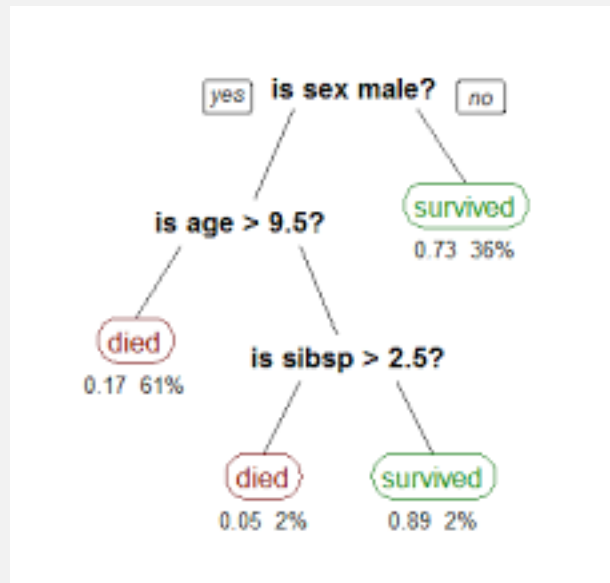 yes is sex male? no
survived
is age > 9.5?
0.73 36%
died
is sibsp > 2.5?
0.17 61%
died survived
0.05 2% 0.89 2%